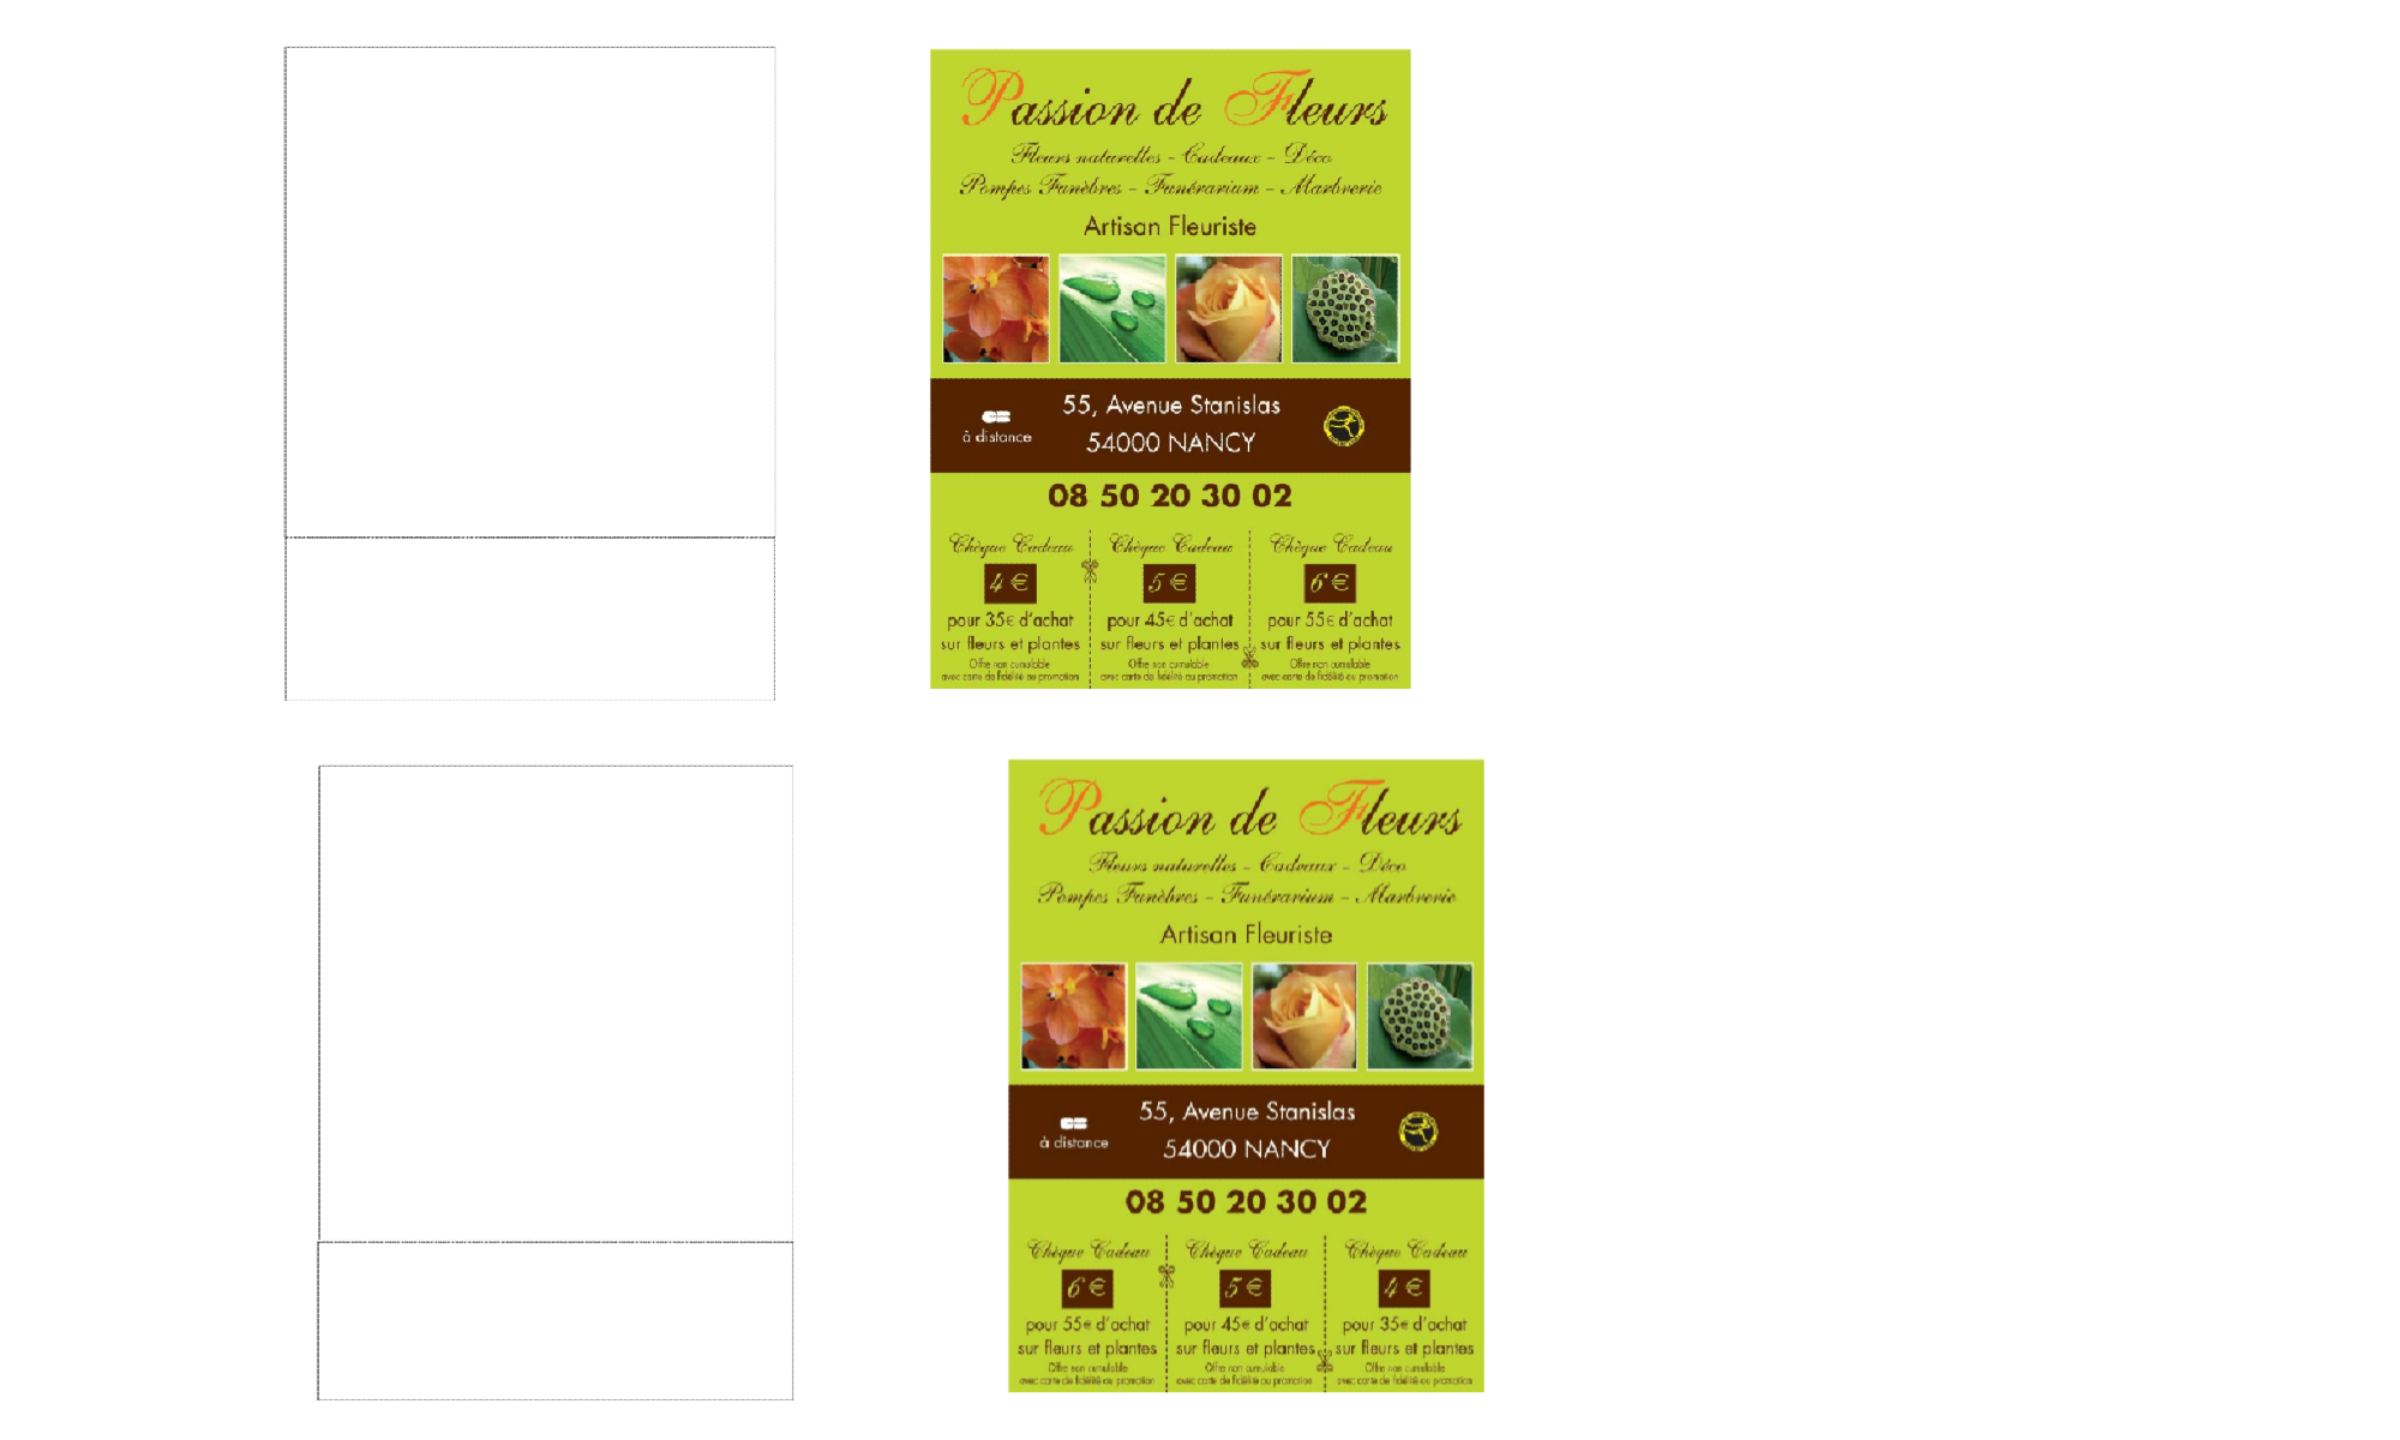 Passion de Fleurs
Fleurs naturelles - Cadeaux - Déco
Pompes Funèbres - Funérarium - Marbrerie
Artisan Fleuriste
55, Avenue Stanislas
CB
à distance
54000 NANCY
08 50 20 30 02
Chèque Cadeau Chèque Cadeau Chèque Cadeau
4 € 5 € 6 €
pour 35€ d'achat pour 45€ d'achat pour 55€ d'achat
sur fleurs et plantes sur fleurs et plantes sur fleurs et plantes
Offre non cumulable Offre non cumulable Offre non cumulable
avec carte de fidélité ou promotion avec carte de fidélité ou promotion avec carte de fidélité ou promotion
Passion de Fleurs
Fleurs naturelles - Cadeaux - Déco
Pompes Funèbres - Funérarium - Marbrerie
Artisan Fleuriste
55, Avenue Stanislas
CB
à distance
54000 NANCY
08 50 20 30 02
Chèque Cadeau Chèque Cadeau Chèque Cadeau
6 € 5 € 4 €
pour 55€ d'achat pour 45€ d'achat pour 35€ d'achat
sur fleurs et plantes sur fleurs et plantes sur fleurs et plantes
Offre non cumulable Offre non cumulable Offre non cumulable
avec carte de fidélité ou promotion avec carte de fidélité ou promotion avec carte de fidélité ou promotion